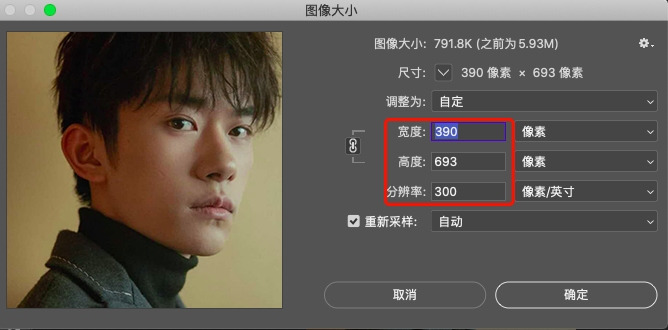 图像大小
图像大小: 791.8K (之前为5.93M)
尺寸: 390 像素 × 693 像素
调整为: 自定
宽度: 390 像素
高度: 693 像素
分辨率: 300 像素/英寸
重新采样: 自动
取消 确定